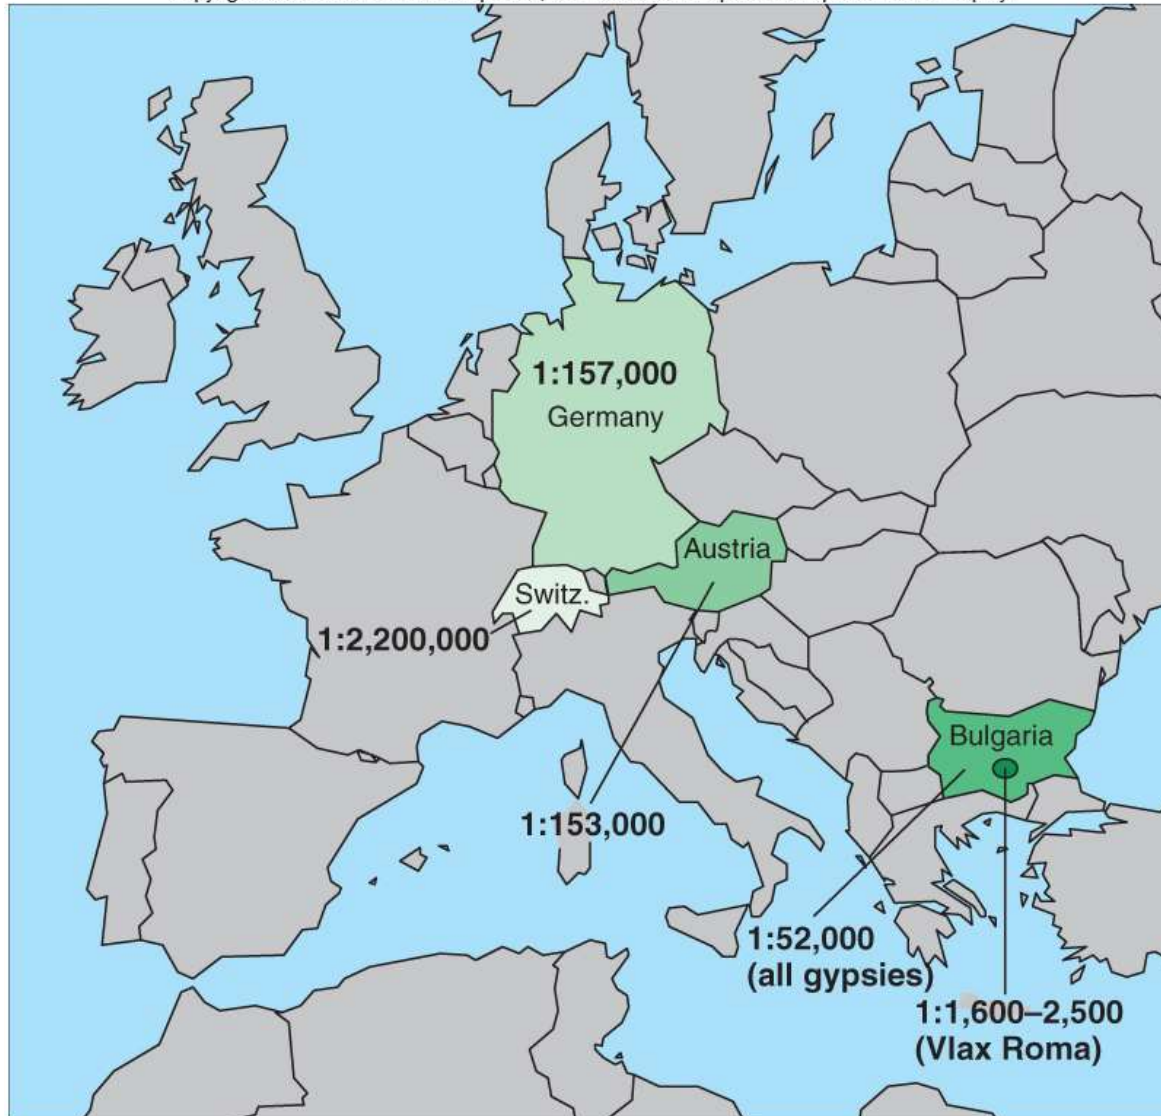 1:157,000
Germany
Austria
Switz.
1:2,200,000
Bulgaria
1:153,000
1:52,000
(all gypsies)
1:1,600–2,500
(Vlax Roma)